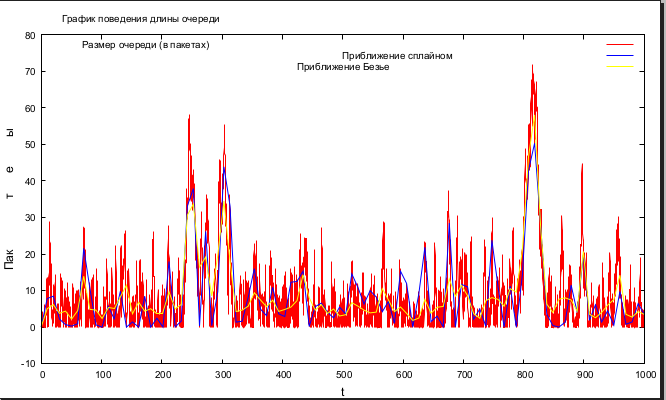 График поведения длины очереди
Размер очереди (в пакетах)
Приближение сплайном
Приближение Безье
80
70
60
50
40
30
20
10
0
-10
Пакеты
0 100 200 300 400 500 600 700 800 900 1000
t